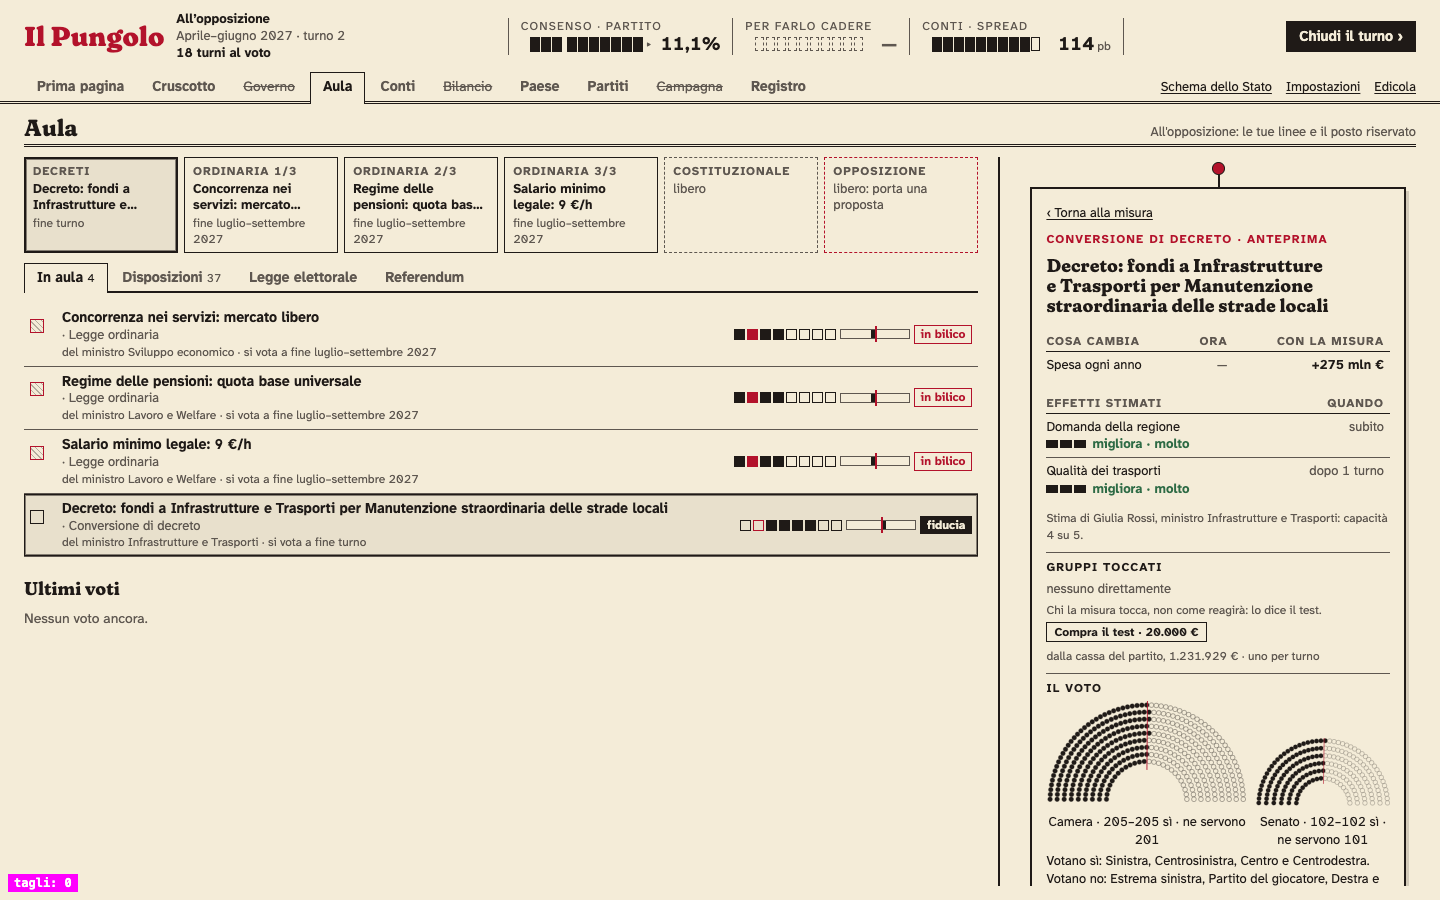 Il Pungolo
All'opposizione
Aprile–giugno 2027 · turno 2
18 turni al voto
CONSENSO · PARTITO
11,1%
PER FARLO CADERE
—
CONTI · SPREAD
114 pb
Chiudi il turno ›
Prima pagina
Cruscotto
Governo
Aula
Conti
Bilancio
Paese
Partiti
Campagna
Registro
Schema dello Stato
Impostazioni
Edicola
Aula
All'opposizione: le tue linee e il posto riservato
DECRETI
Decreto: fondi a
Infrastrutture e...
fine turno
ORDINARIA 1/3
Concorrenza nei
servizi: mercato...
fine luglio–settembre
2027
ORDINARIA 2/3
Regime delle
pensioni: quota bas...
fine luglio–settembre
2027
ORDINARIA 3/3
Salario minimo
legale: 9 €/h
fine luglio–settembre
2027
COSTITUZIONALE
libero
OPPOSIZIONE
libero: porta una
proposta
In aula 4
Disposizioni 37
Legge elettorale
Referendum
Concorrenza nei servizi: mercato libero
· Legge ordinaria
del ministro Sviluppo economico · si vota a fine luglio–settembre 2027
in bilico
Regime delle pensioni: quota base universale
· Legge ordinaria
del ministro Lavoro e Welfare · si vota a fine luglio–settembre 2027
in bilico
Salario minimo legale: 9 €/h
· Legge ordinaria
del ministro Lavoro e Welfare · si vota a fine luglio–settembre 2027
in bilico
Decreto: fondi a Infrastrutture e Trasporti per Manutenzione straordinaria delle strade locali
· Conversione di decreto
del ministro Infrastrutture e Trasporti · si vota a fine turno
fiducia
Ultimi voti
Nessun voto ancora.
‹ Torna alla misura
CONVERSIONE DI DECRETO · ANTEPRIMA
Decreto: fondi a Infrastrutture
e Trasporti per Manutenzione
straordinaria delle strade locali
COSA CAMBIA
ORA
CON LA MISURA
Spesa ogni anno
—
+275 mln €
EFFETTI STIMATI
QUANDO
Domanda della regione
subito
migliora · molto
Qualità dei trasporti
dopo 1 turno
migliora · molto
Stima di Giulia Rossi, ministro Infrastrutture e Trasporti: capacità
4 su 5.
GRUPPI TOCCATI
nessuno direttamente
Chi la misura tocca, non come reagirà: lo dice il test.
Compra il test · 20.000 €
dalla cassa del partito, 1.231.929 € · uno per turno
IL VOTO
Camera · 205–205 sì · ne servono
201
Senato · 102–102 sì ·
ne servono 101
Votano sì: Sinistra, Centrosinistra, Centro e Centrodestra.
Votano no: Estrema sinistra, Partito del giocatore, Destra e
tagli: 0